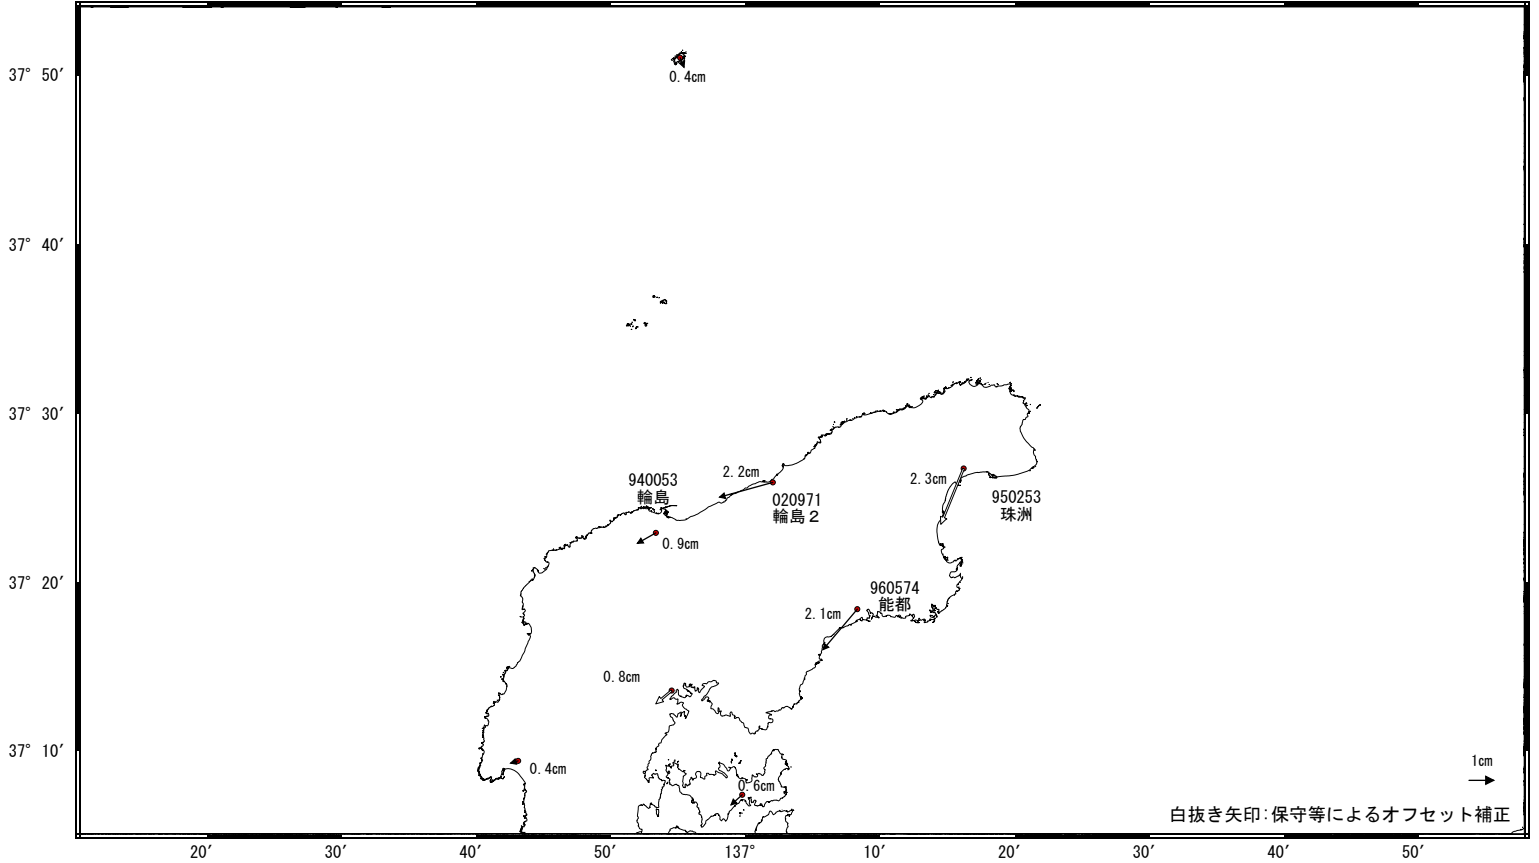 37° 50′
0.4cm
37° 40′
37° 30′
2.2cm
940053
輪島
020971
輪島２
2.3cm
950253
珠洲
0.9cm
37° 20′
960574
能都
2.1cm
0.8cm
37° 10′
0.4cm
0.6cm
1cm
白抜き矢印:保守等によるオフセット補正
20′ 30′ 40′ 50′ 137° 10′ 20′ 30′ 40′ 50′